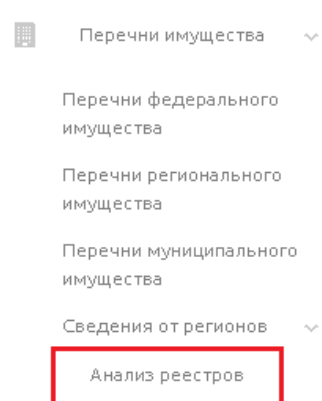 Перечни имущества
Перечни федерального
имущества
Перечни регионального
имущества
Перечни муниципального
имущества
Сведения от регионов
Анализ реестров